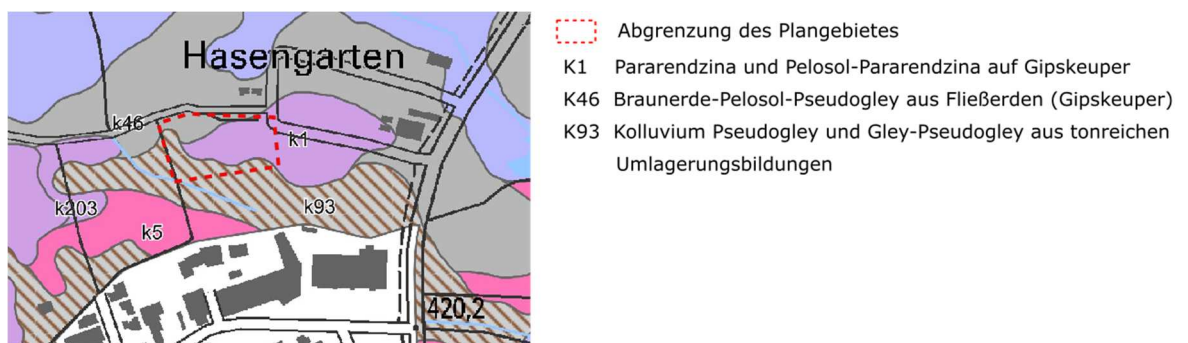 Hasengarten
k46
k1
k203
k93
k5
420,2
Abgrenzung des Plangebietes
K1 Pararendzina und Pelosol-Pararendzina auf Gipskeuper
K46 Braunerde-Pelosol-Pseudogley aus Fließerden (Gipskeuper)
K93 Kolluvium Pseudogley und Gley-Pseudogley aus tonreichen
Umlagerungsbildungen